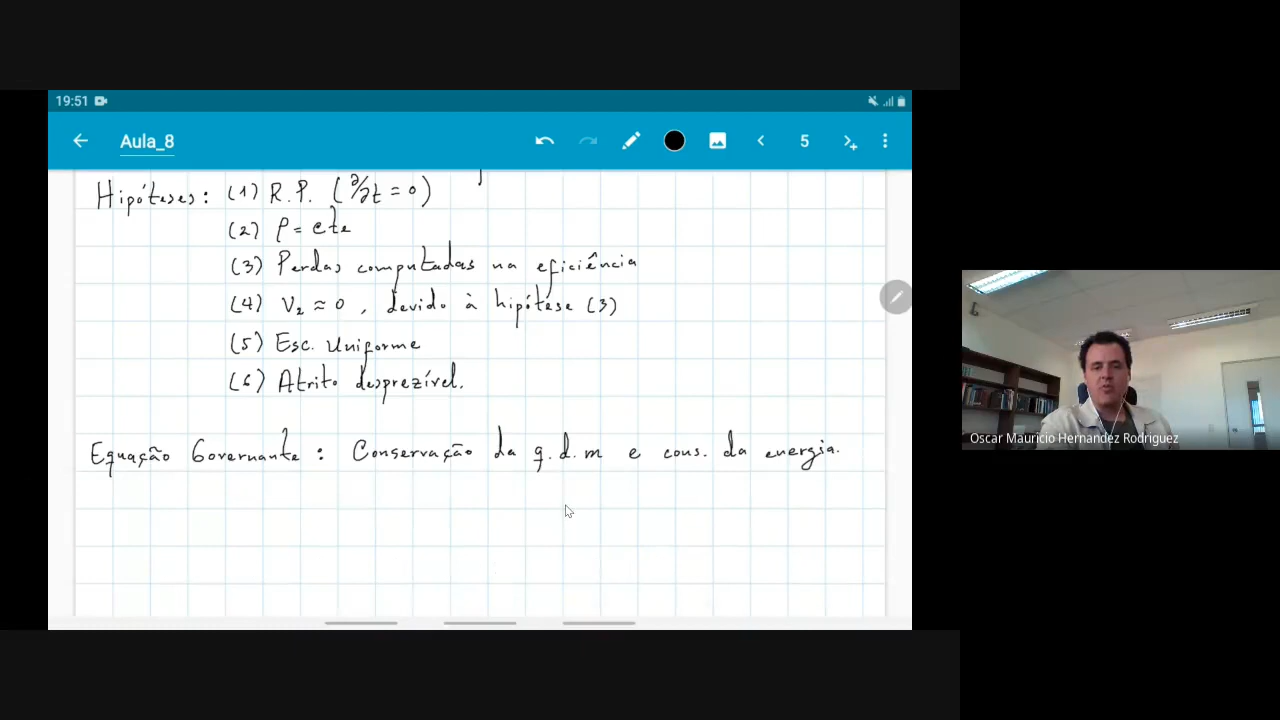 19:51
Aula_8
5
Hipóteses: (1) R.P. (∂/∂t = 0)
(2) ρ = cte
(3) Perdas computadas na eficiência
(4) V₂ ≈ 0 , devido à hipótese (3)
(5) Esc. Uniforme
(6) Atrito desprezível.
Equação Governante : Conservação da q.d.m e cons. da energia.
Oscar Mauricio Hernandez Rodriguez